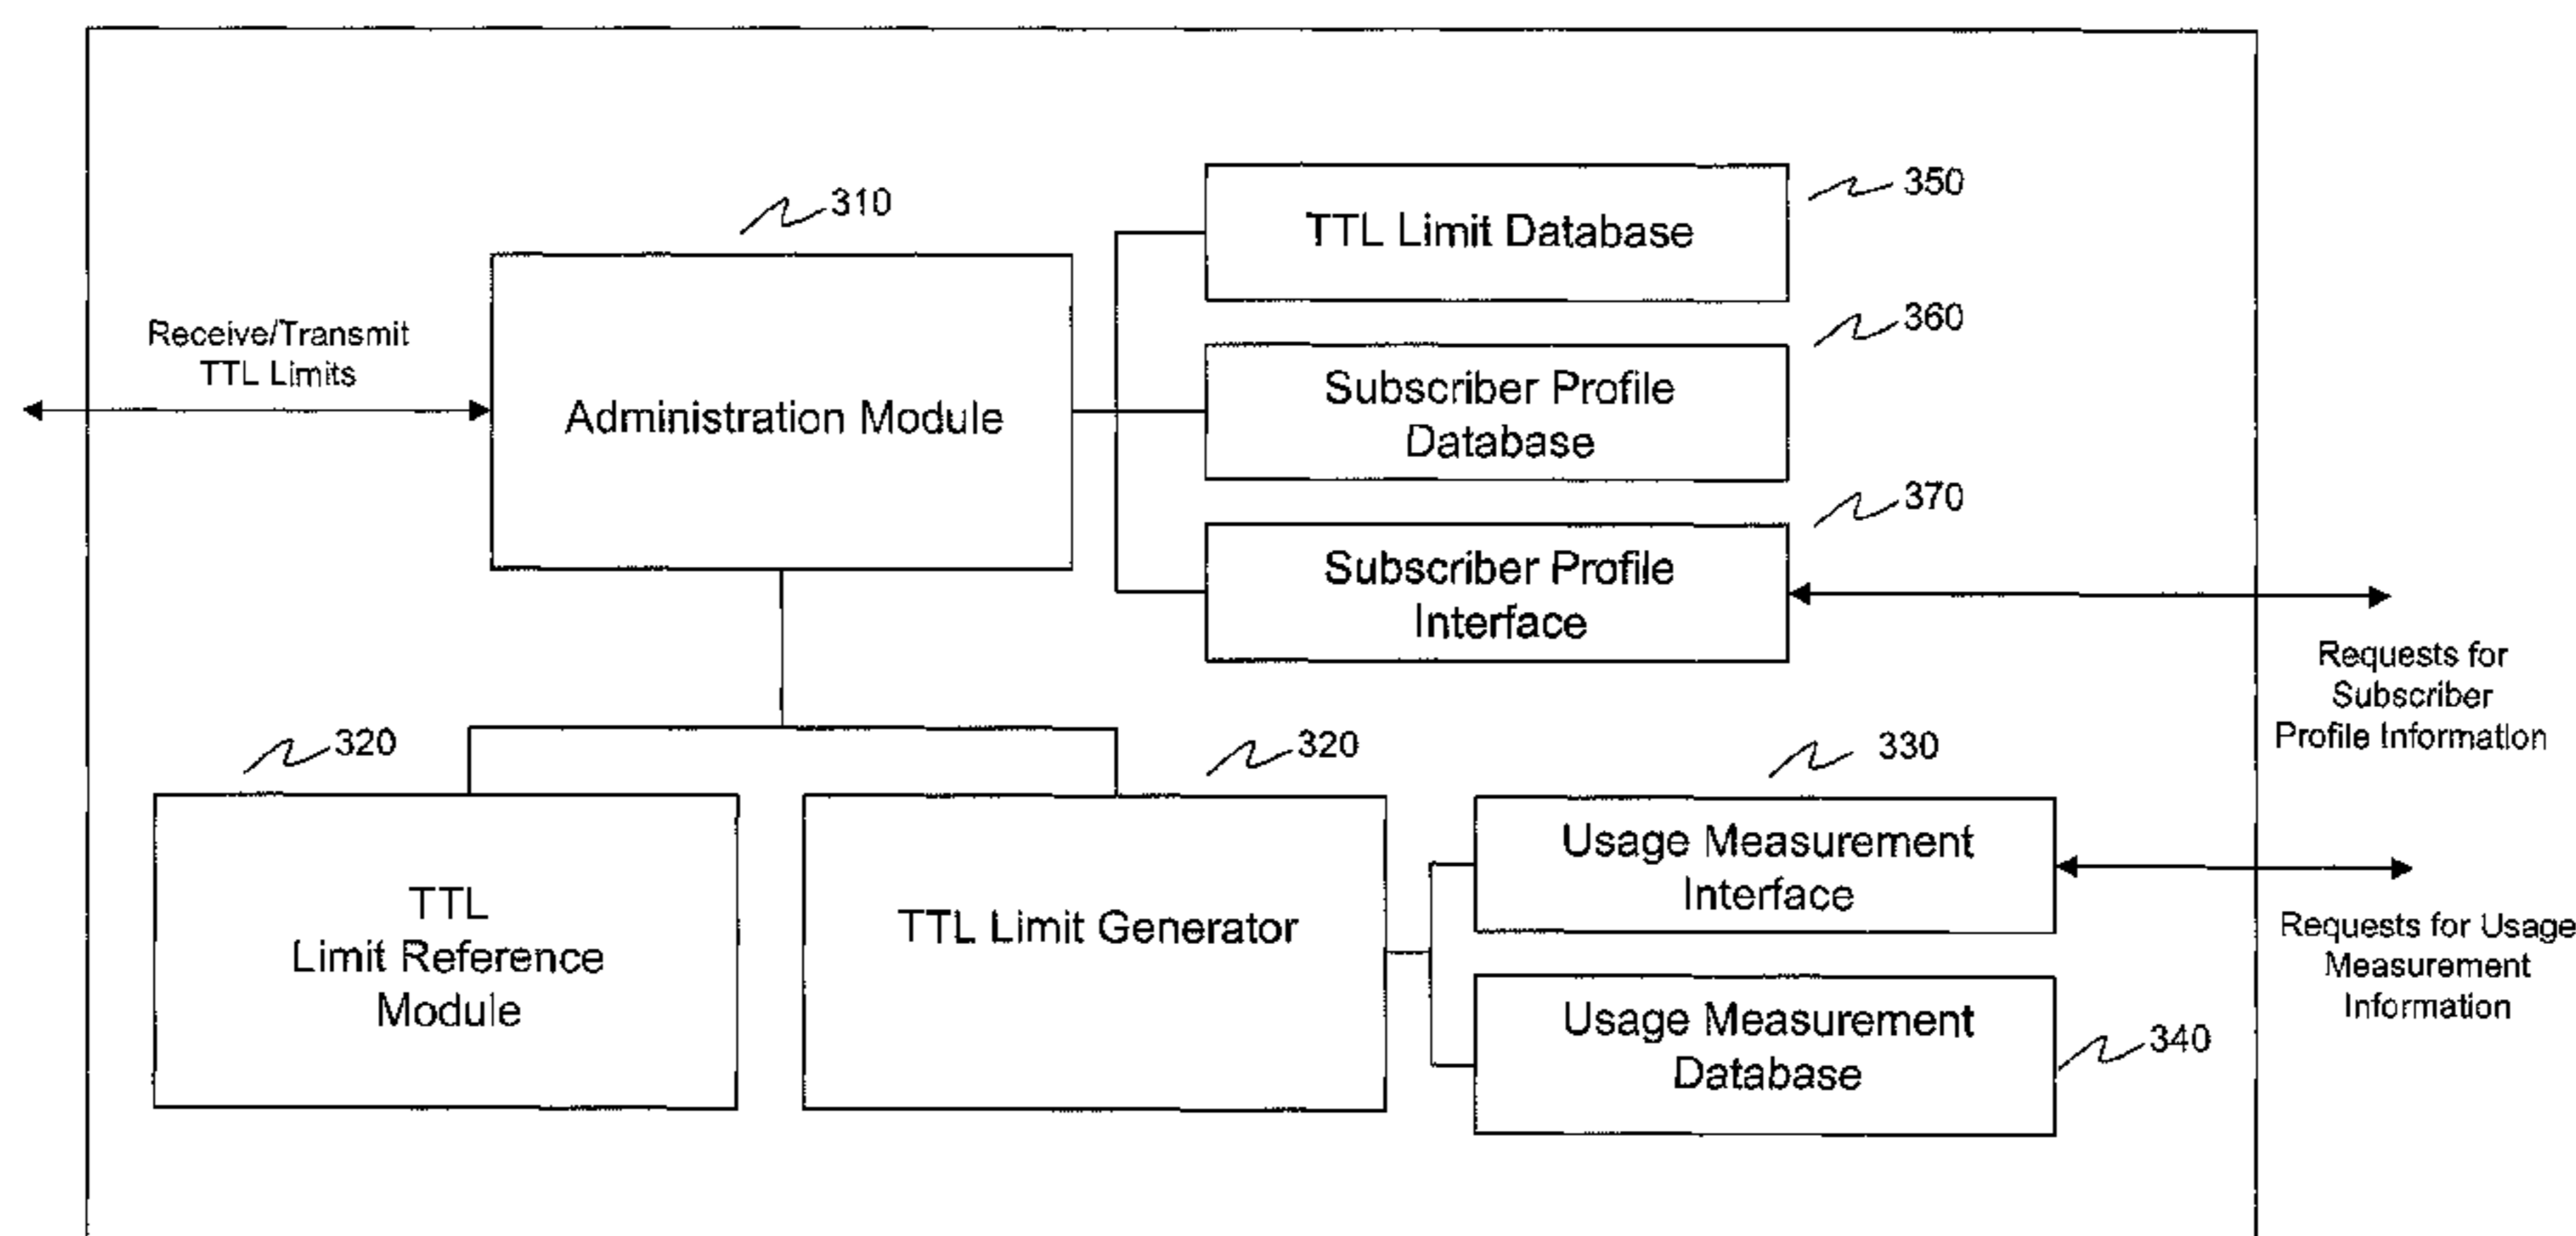 350
TTL Limit Database
310
Receive/Transmit
TTL Limits
Administration Module
360
Subscriber Profile
Database
370
Subscriber Profile
Interface
Requests for
Subscriber
Profile Information
320
TTL
Limit Reference
Module
320
TTL Limit Generator
330
Usage Measurement
Interface
Requests for Usage
Measurement
Information
Usage Measurement
Database
340